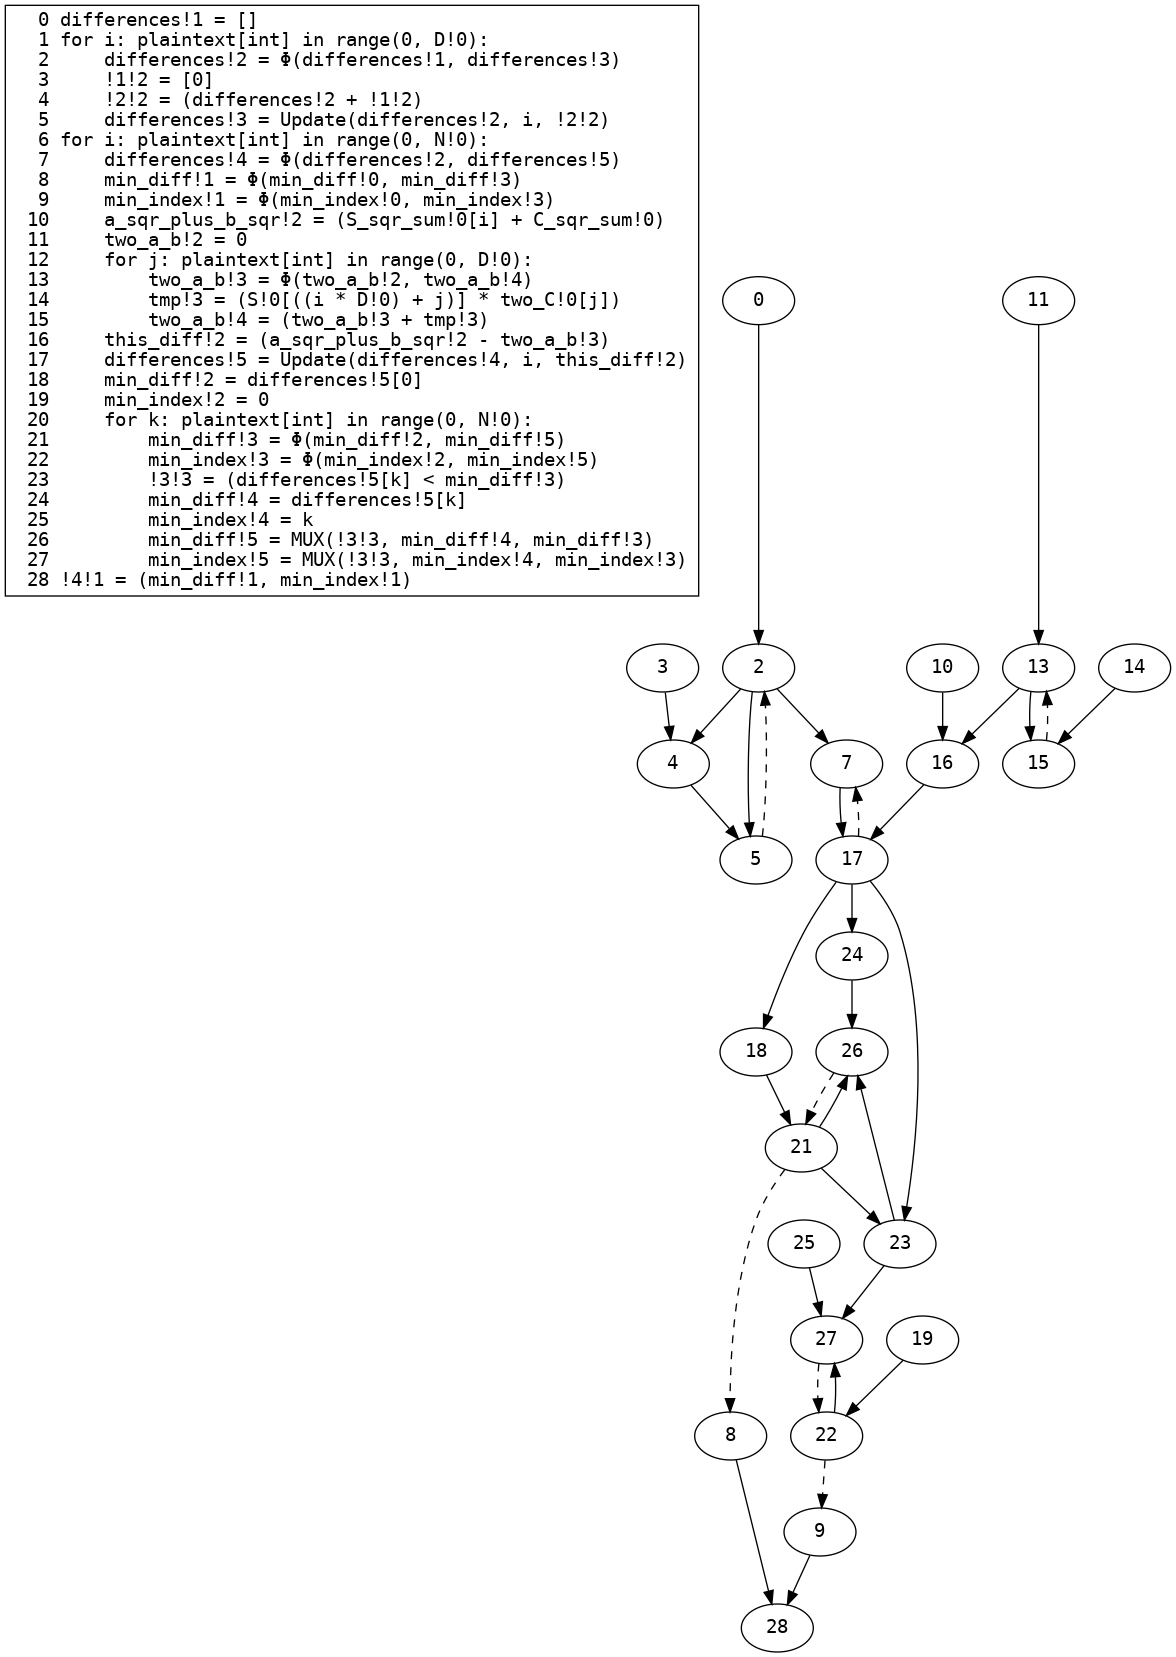 0 differences!1 = []
1 for i: plaintext[int] in range(0, D!0):
2     differences!2 = Φ(differences!1, differences!3)
3     !1!2 = [0]
4     !2!2 = (differences!2 + !1!2)
5     differences!3 = Update(differences!2, i, !2!2)
6 for i: plaintext[int] in range(0, N!0):
7     differences!4 = Φ(differences!2, differences!5)
8     min_diff!1 = Φ(min_diff!0, min_diff!3)
9     min_index!1 = Φ(min_index!0, min_index!3)
10     a_sqr_plus_b_sqr!2 = (S_sqr_sum!0[i] + C_sqr_sum!0)
11     two_a_b!2 = 0
12     for j: plaintext[int] in range(0, D!0):
13         two_a_b!3 = Φ(two_a_b!2, two_a_b!4)
14         tmp!3 = (S!0[((i * D!0) + j)] * two_C!0[j])
15         two_a_b!4 = (two_a_b!3 + tmp!3)
16     this_diff!2 = (a_sqr_plus_b_sqr!2 - two_a_b!3)
17     differences!5 = Update(differences!4, i, this_diff!2)
18     min_diff!2 = differences!5[0]
19     min_index!2 = 0
20     for k: plaintext[int] in range(0, N!0):
21         min_diff!3 = Φ(min_diff!2, min_diff!5)
22         min_index!3 = Φ(min_index!2, min_index!5)
23         !3!3 = (differences!5[k] < min_diff!3)
24         min_diff!4 = differences!5[k]
25         min_index!4 = k
26         min_diff!5 = MUX(!3!3, min_diff!4, min_diff!3)
27         min_index!5 = MUX(!3!3, min_index!4, min_index!3)
28 !4!1 = (min_diff!1, min_index!1)
0
11
3
2
10
13
14
4
7
16
15
5
17
24
18
26
21
25
23
27
19
8
22
9
28